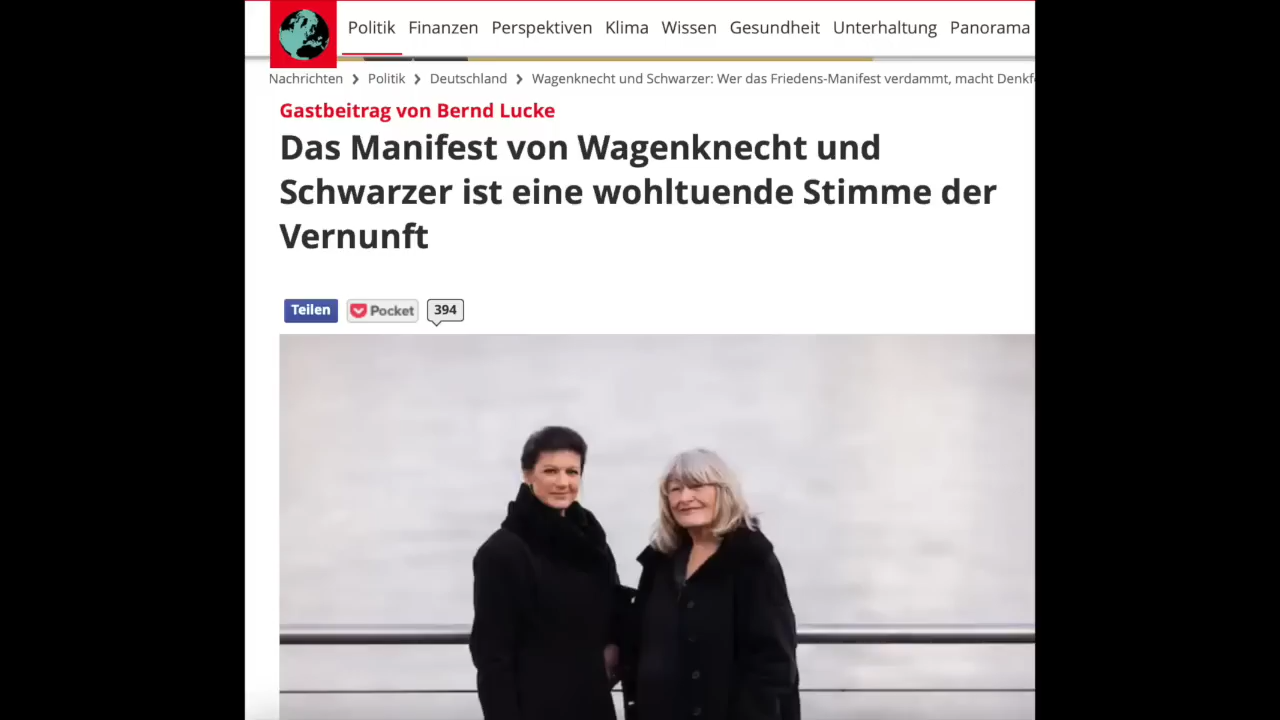 Politik Finanzen Perspektiven Klima Wissen Gesundheit Unterhaltung Panorama
Nachrichten > Politik > Deutschland > Wagenknecht und Schwarzer: Wer das Friedens-Manifest verdammt, macht Denkf
Gastbeitrag von Bernd Lucke
Das Manifest von Wagenknecht und
Schwarzer ist eine wohltuende Stimme der
Vernunft
Teilen Pocket 394